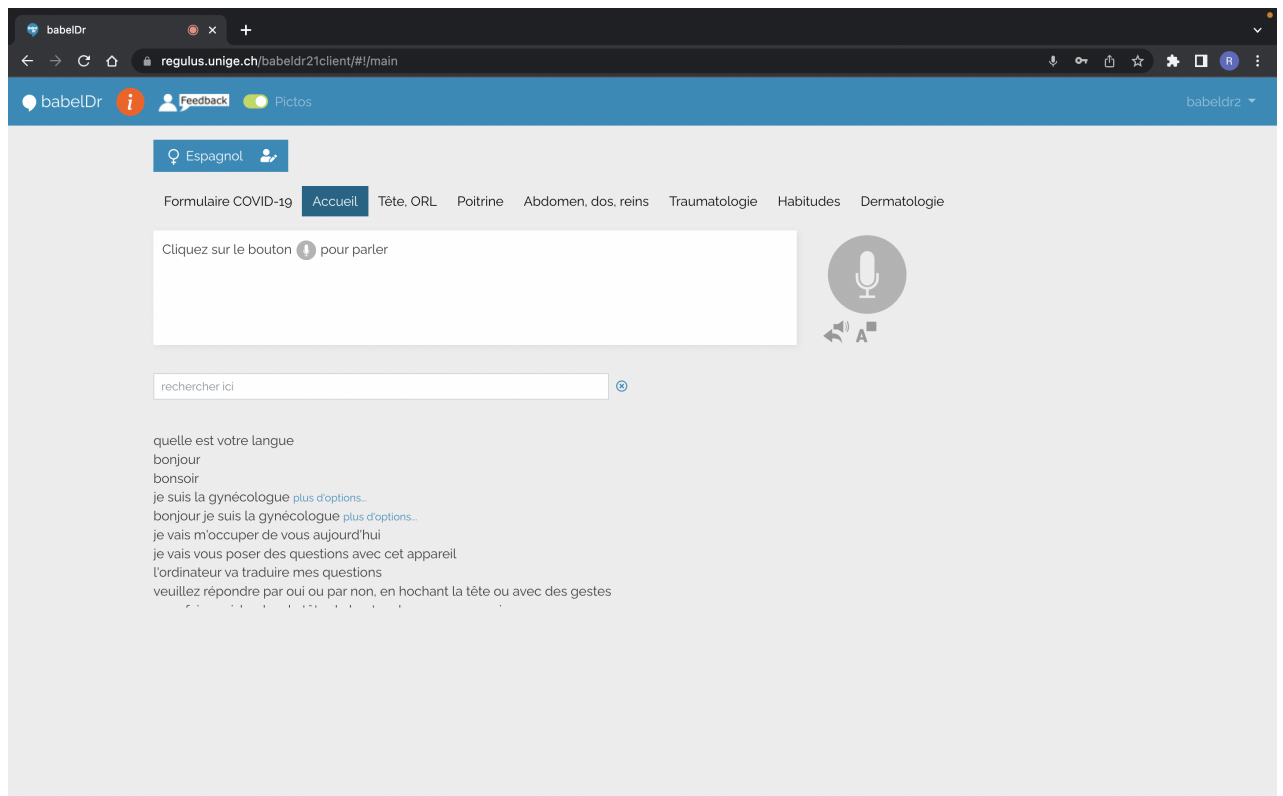 babelDr
regulus.unige.ch/babeldr21client/#!/main
R
babelDr i Feedback Pictos babeldr2
Espagnol
Formulaire COVID-19 Accueil Tête, ORL Poitrine Abdomen, dos, reins Traumatologie Habitudes Dermatologie
Cliquez sur le bouton pour parler
A
rechercher ici
quelle est votre langue
bonjour
bonsoir
je suis la gynécologue plus d'options...
bonjour je suis la gynécologue plus d'options...
je vais m'occuper de vous aujourd'hui
je vais vous poser des questions avec cet appareil
l'ordinateur va traduire mes questions
veuillez répondre par oui ou par non, en hochant la tête ou avec des gestes